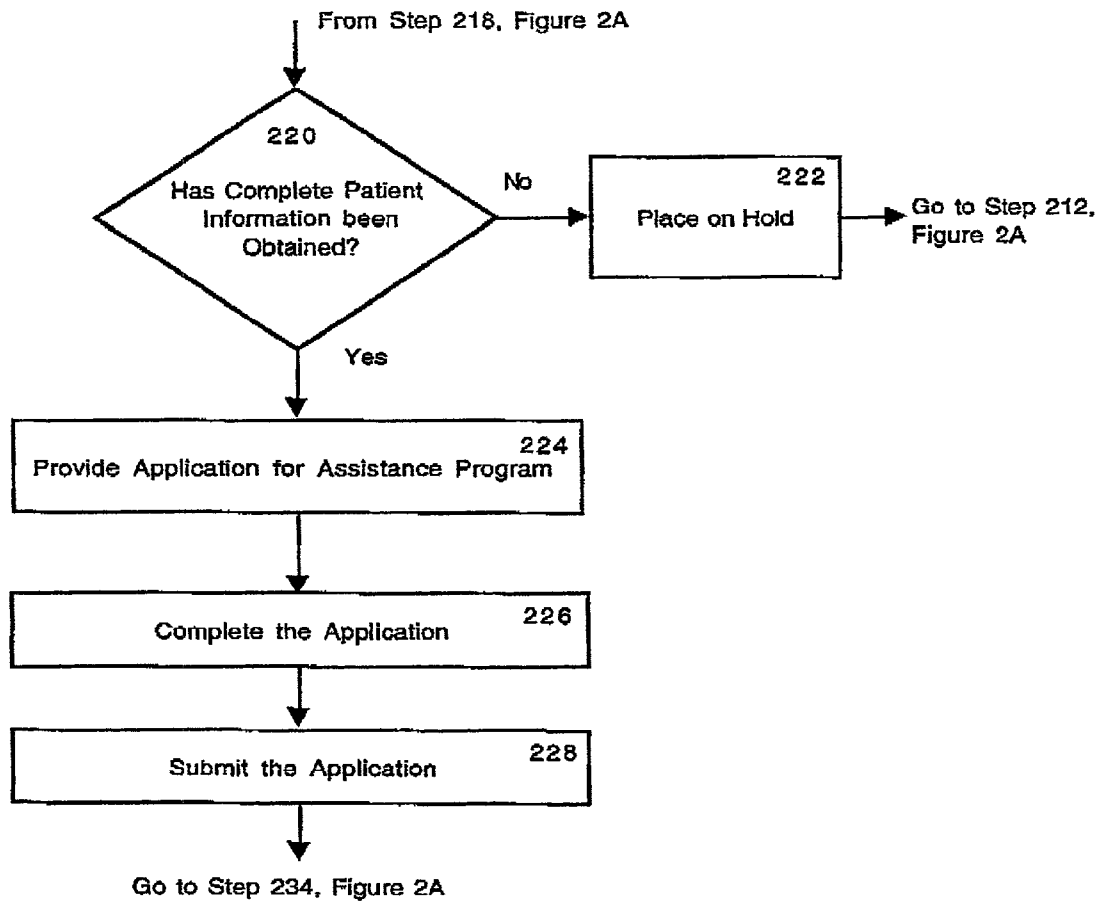 From Step 218, Figure 2A
220
Has Complete Patient
Information been
Obtained?
No
222
Place on Hold
Go to Step 212,
Figure 2A
Yes
224
Provide Application for Assistance Program
226
Complete the Application
228
Submit the Application
Go to Step 234, Figure 2A